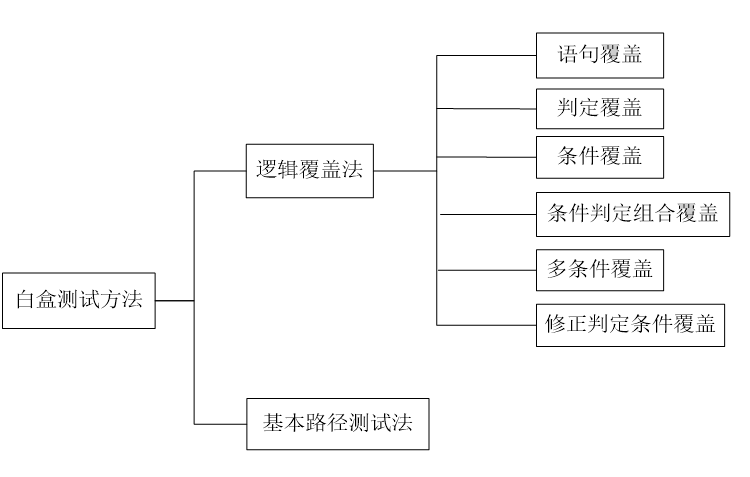 语句覆盖
判定覆盖
条件覆盖
逻辑覆盖法
条件判定组合覆盖
多条件覆盖
白盒测试方法
修正判定条件覆盖
基本路径测试法